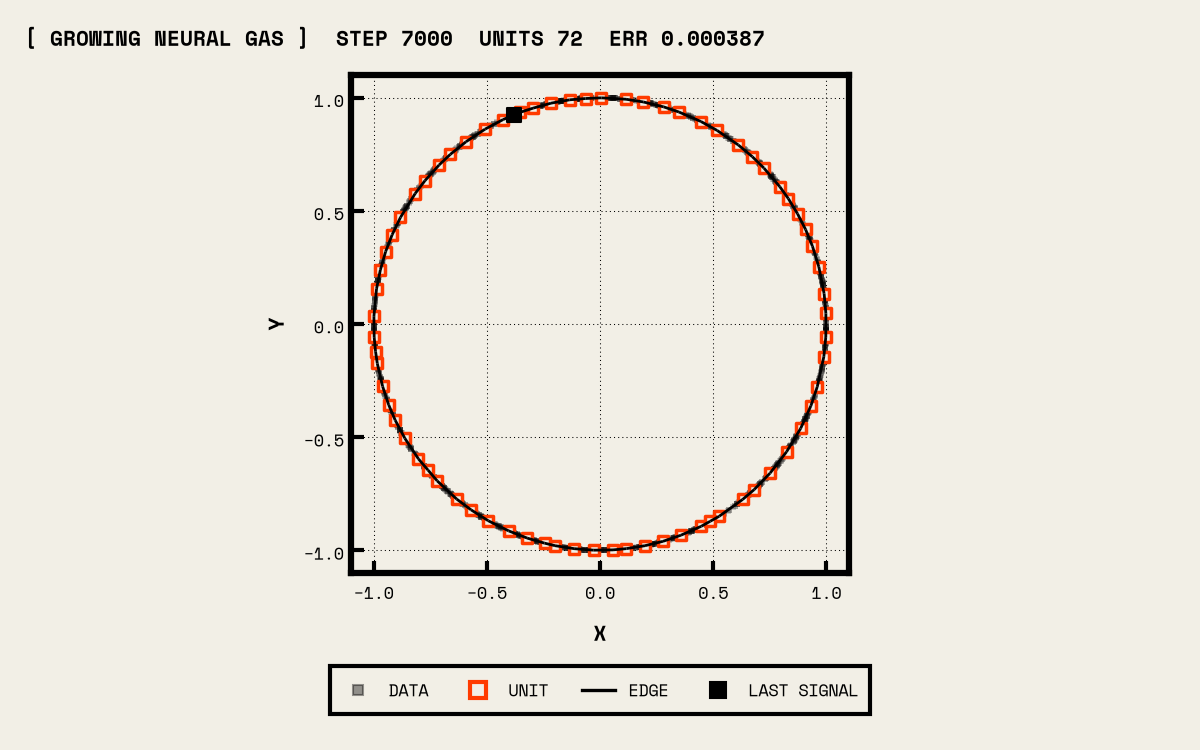 [ GROWING NEURAL GAS ]  STEP 7000  UNITS 72  ERR 0.000387
1.0
0.5
0.0
−0.5
−1.0
Y
−1.0 −0.5 0.0 0.5 1.0
X
DATA UNIT EDGE LAST SIGNAL